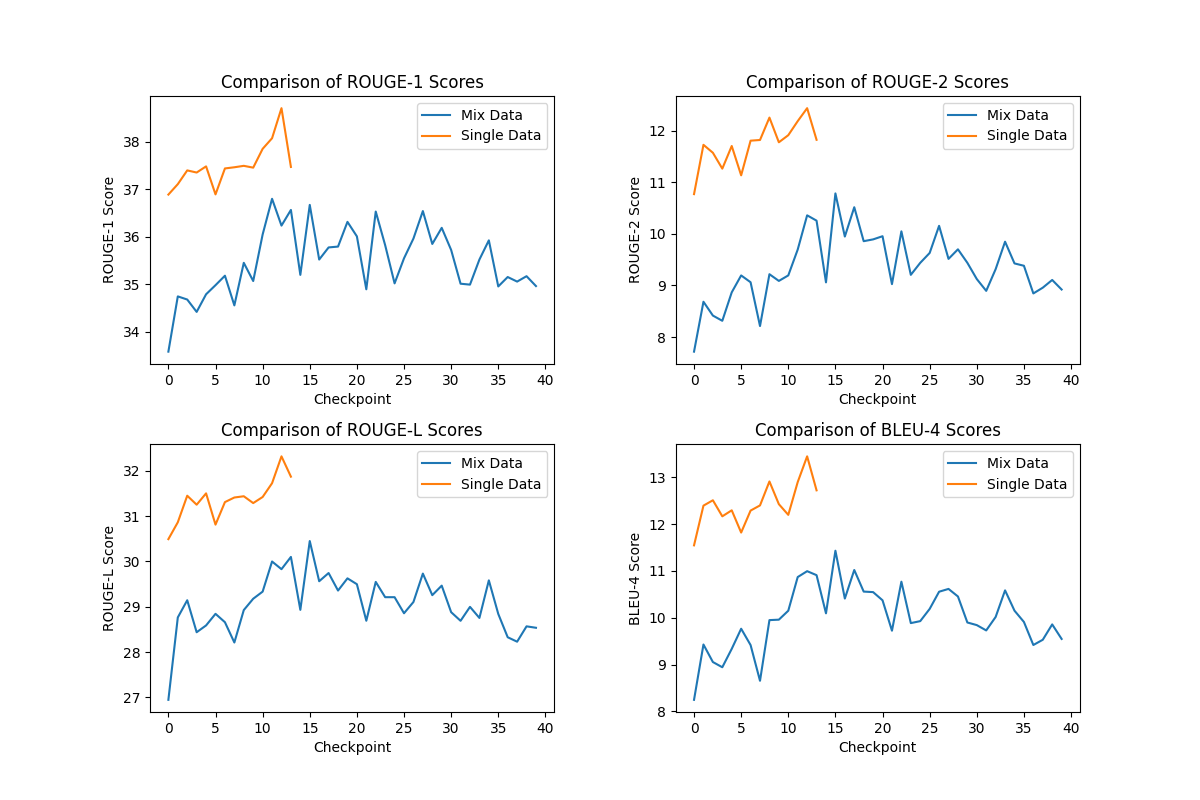 Comparison of ROUGE-1 Scores
Mix Data
Single Data
ROUGE-1 Score
38
37
36
35
34
0 5 10 15 20 25 30 35 40
Checkpoint
Comparison of ROUGE-2 Scores
Mix Data
Single Data
ROUGE-2 Score
12
11
10
9
8
0 5 10 15 20 25 30 35 40
Checkpoint
Comparison of ROUGE-L Scores
Mix Data
Single Data
ROUGE-L Score
32
31
30
29
28
27
0 5 10 15 20 25 30 35 40
Checkpoint
Comparison of BLEU-4 Scores
Mix Data
Single Data
BLEU-4 Score
13
12
11
10
9
8
0 5 10 15 20 25 30 35 40
Checkpoint